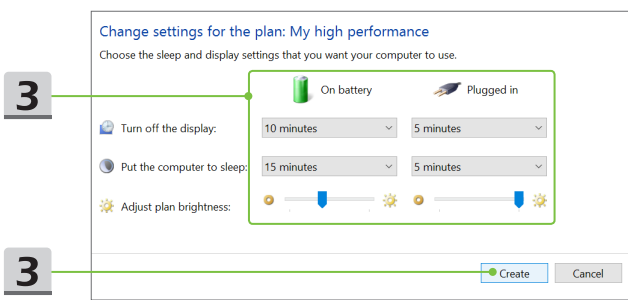 Change settings for the plan: My high performance
Choose the sleep and display settings that you want your computer to use.
3
On battery Plugged in
Turn off the display: 10 minutes 5 minutes
Put the computer to sleep: 15 minutes 5 minutes
Adjust plan brightness:
3
Create Cancel